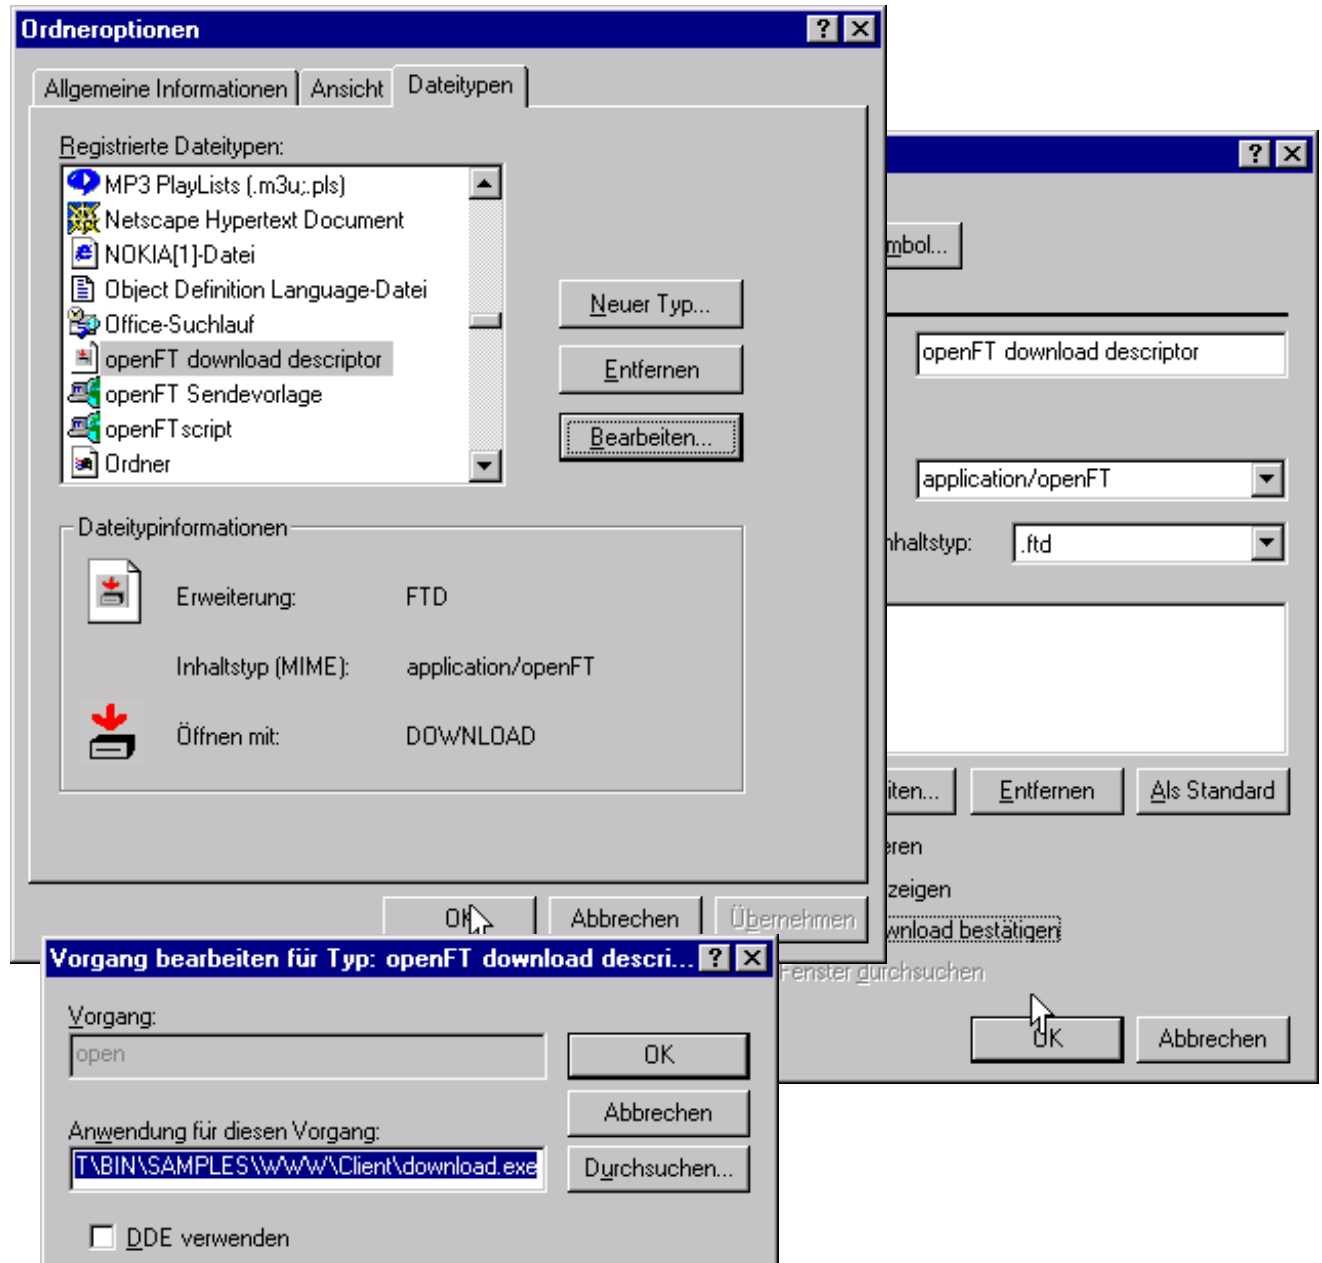 Ordneroptionen
Allgemeine Informationen
Ansicht
Dateitypen
Registrierte Dateitypen:
MP3 PlayLists (.m3u;.pls)
Netscape Hypertext Document
NOKIA[1]-Datei
Object Definition Language-Datei
Office-Suchlauf
openFT download descriptor
openFT Sendevorlage
openFTscript
Ordner
Neuer Typ...
Entfernen
Bearbeiten...
Dateitypinformationen
Erweiterung: FTD
Inhaltstyp (MIME): application/openFT
Öffnen mit: DOWNLOAD
OK
Abbrechen
Übernehmen
mbol...
openFT download descriptor
application/openFT
nhaltstyp: .ftd
iten...
Entfernen
Als Standard
eren
zeigen
wnload bestätigen
Fenster durchsuchen
OK
Abbrechen
Vorgang bearbeiten für Typ: openFT download descri...
Vorgang:
open
OK
Abbrechen
Anwendung für diesen Vorgang:
T\BIN\SAMPLES\WWW\Client\download.exe
Durchsuchen...
DDE verwenden